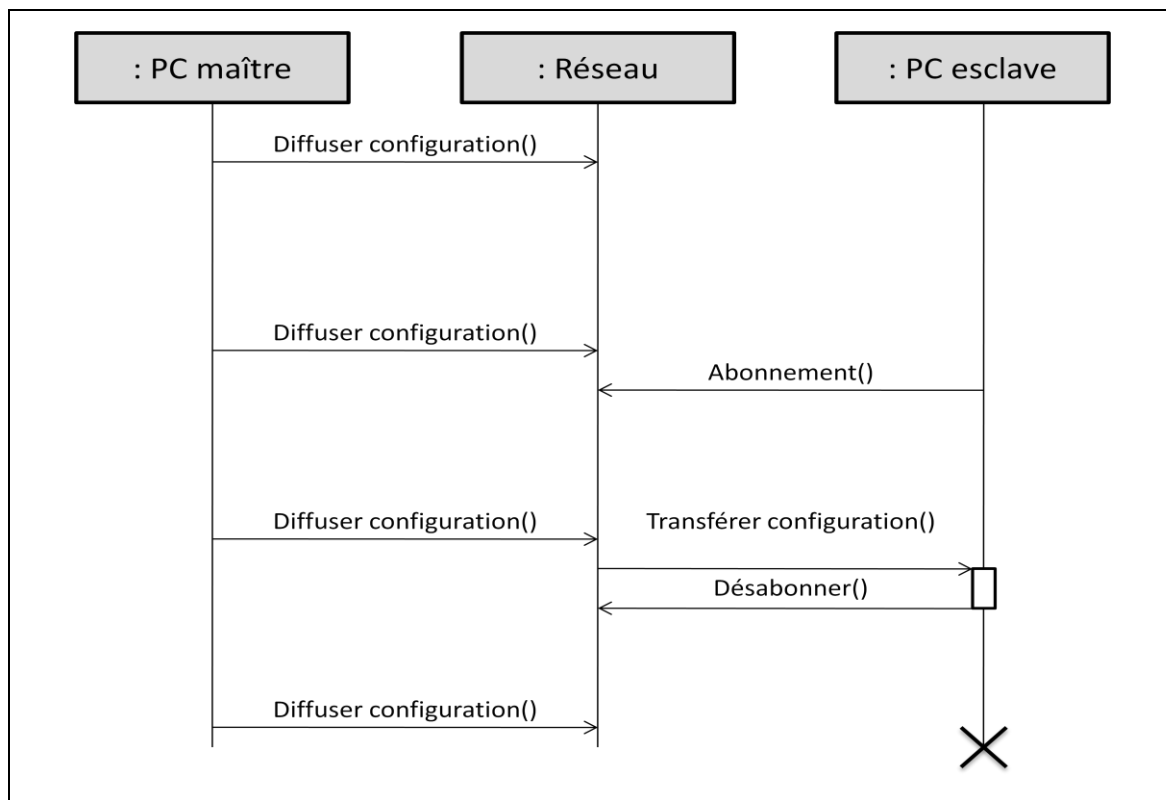 : PC maître
: Réseau
: PC esclave
Diffuser configuration()
Diffuser configuration()
Abonnement()
Diffuser configuration()
Transférer configuration()
Désabonner()
Diffuser configuration()